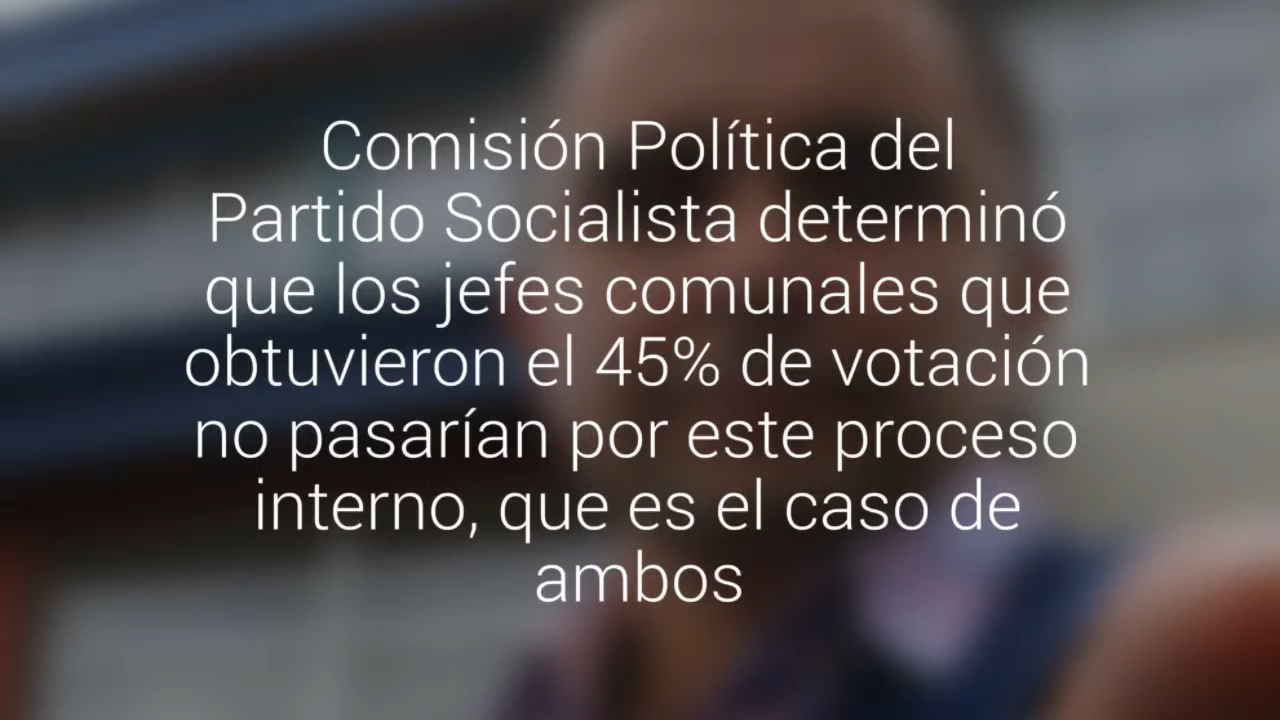 Comisión Política del
Partido Socialista determinó
que los jefes comunales que
obtuvieron el 45% de votación
no pasarían por este proceso
interno, que es el caso de
ambos